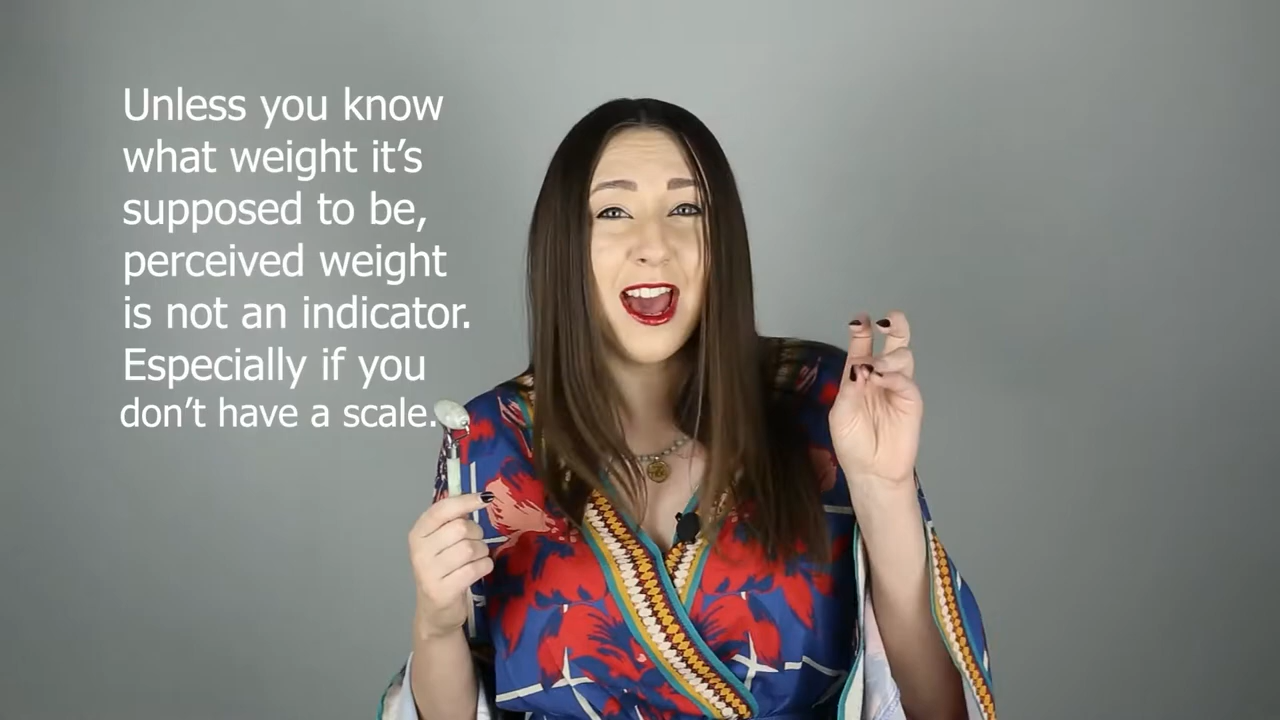 Unless you know
what weight it’s
supposed to be,
perceived weight
is not an indicator.
Especially if you
don’t have a scale.